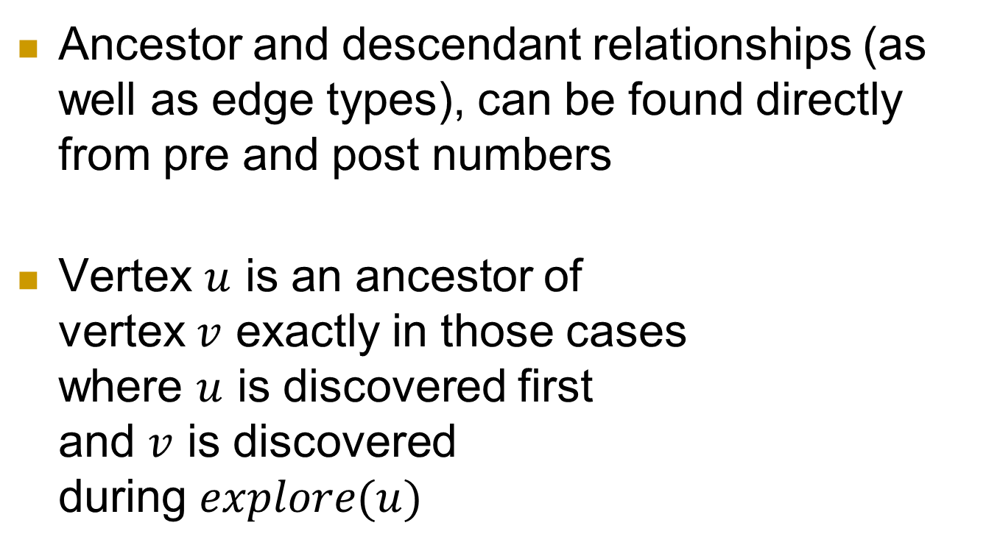 Ancestor and descendant relationships (as
well as edge types), can be found directly
from pre and post numbers
Vertex 𝑢 is an ancestor of
vertex 𝑣 exactly in those cases
where 𝑢 is discovered first
and 𝑣 is discovered
during 𝑒𝑥𝑝𝑙𝑜𝑟𝑒(𝑢)